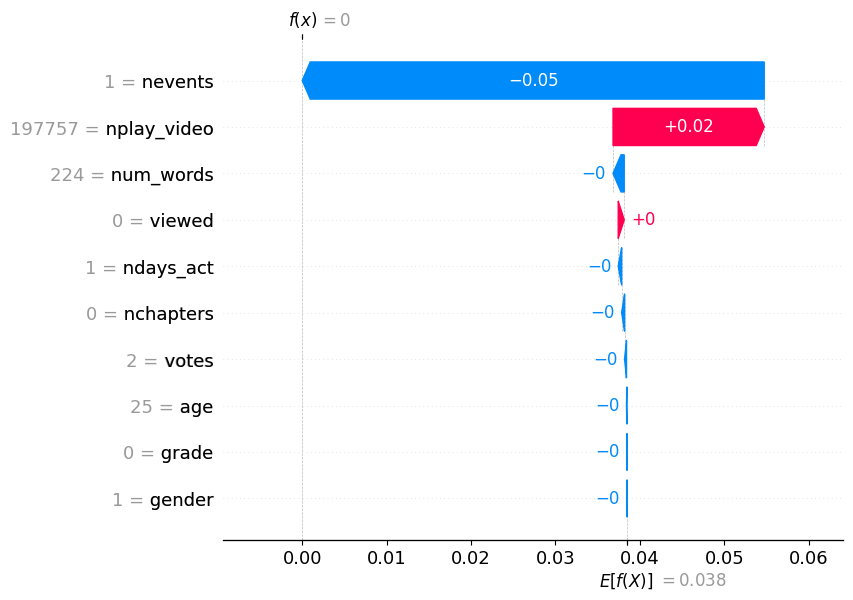 f(x) = 0
1 = nevents −0.05
197757 = nplay_video +0.02
224 = num_words −0
0 = viewed +0
1 = ndays_act −0
0 = nchapters −0
2 = votes −0
25 = age −0
0 = grade −0
1 = gender −0
0.00 0.01 0.02 0.03 0.04 0.05 0.06
E[f(X)] = 0.038